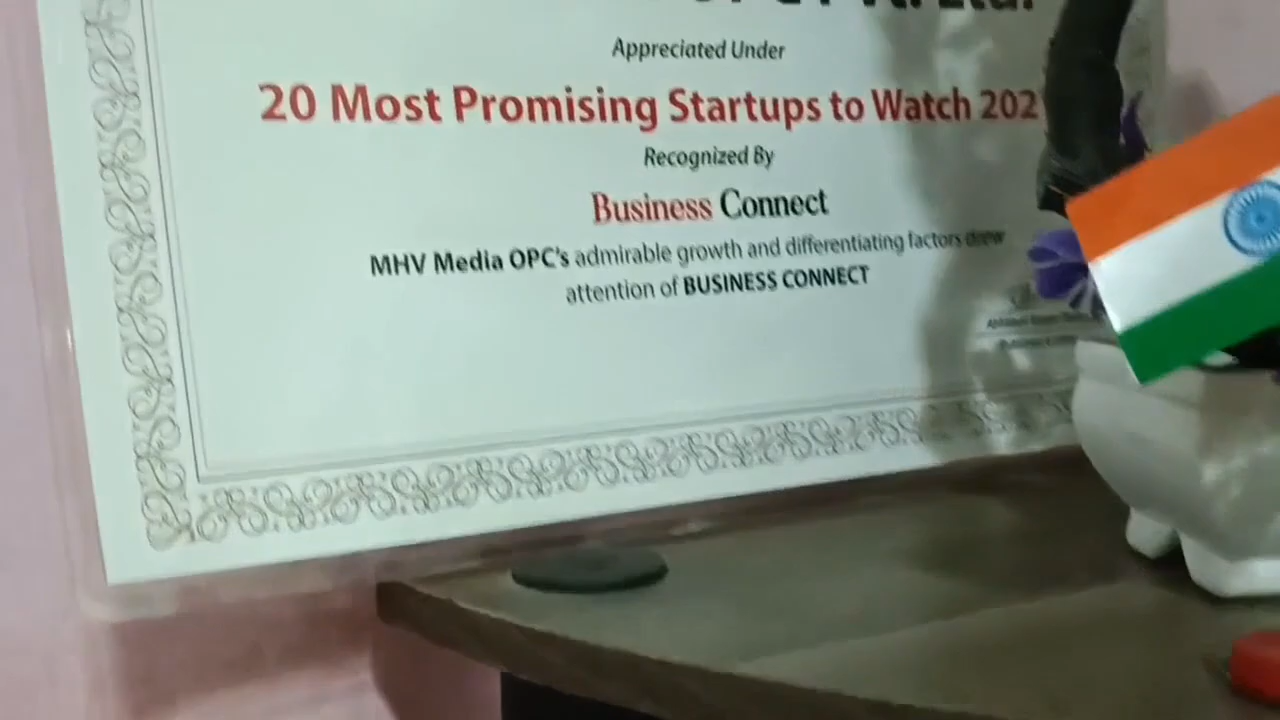 Appreciated Under
20 Most Promising Startups to Watch 202
Recognized By
Business Connect
MHV Media OPC's admirable growth and differentiating factors drew
attention of BUSINESS CONNECT